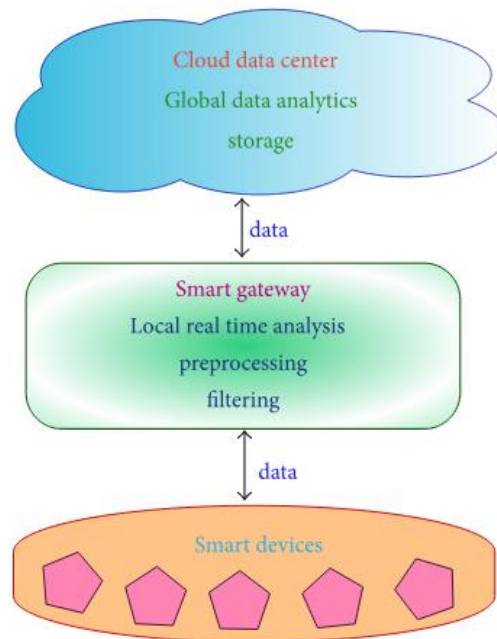 Cloud data center
Global data analytics
storage
data
Smart gateway
Local real time analysis
preprocessing
filtering
data
Smart devices